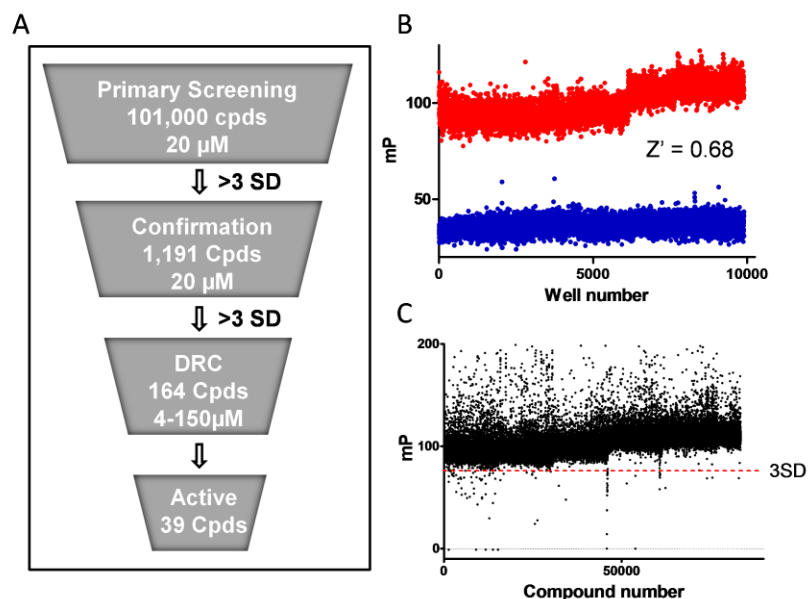 A
Primary Screening
101,000 cpds
20 µM
>3 SD
Confirmation
1,191 Cpds
20 µM
>3 SD
DRC
164 Cpds
4-150µM
Active
39 Cpds
B
mP
100
50
Z' = 0.68
0
5000
10000
Well number
C
mP
200
100
0
3SD
0
50000
Compound number